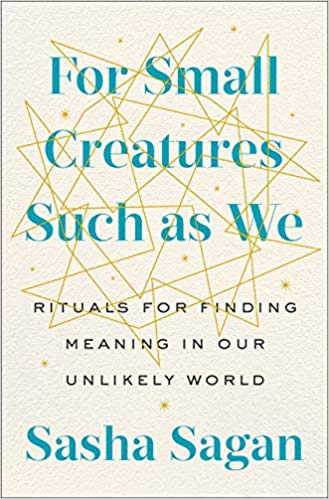 For Small
Creatures
Such as We
RITUALS FOR FINDING
MEANING IN OUR
UNLIKELY WORLD
Sasha Sagan